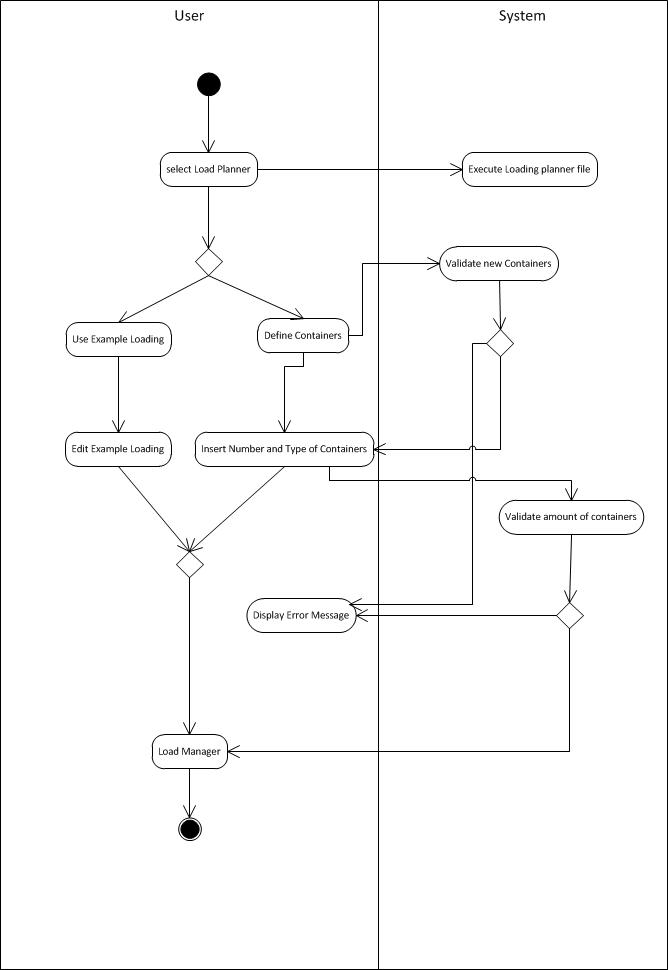 User
System
select Load Planner
Execute Loading planner file
Validate new Containers
Use Example Loading
Define Containers
Edit Example Loading
Insert Number and Type of Containers
Validate amount of containers
Display Error Message
Load Manager